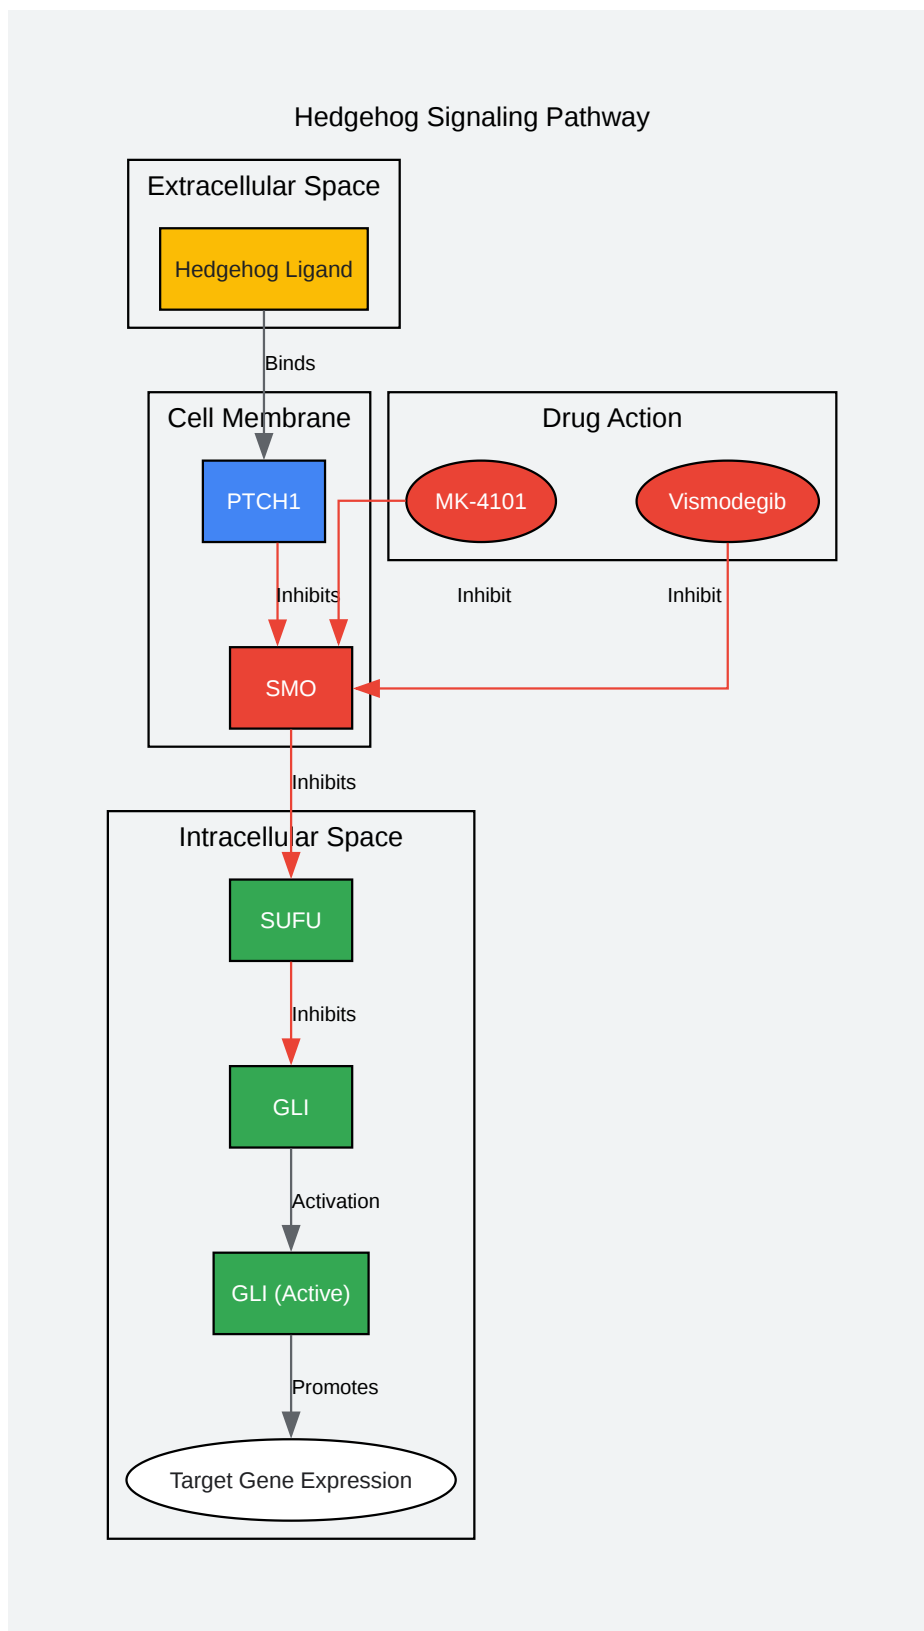 Hedgehog Signaling Pathway
Extracellular Space
Hedgehog Ligand
Binds
Cell Membrane
Drug Action
PTCH1
MK-4101
Vismodegib
Inhibits
Inhibit
Inhibit
SMO
Inhibits
Intracellular Space
SUFU
Inhibits
GLI
Activation
GLI (Active)
Promotes
Target Gene Expression